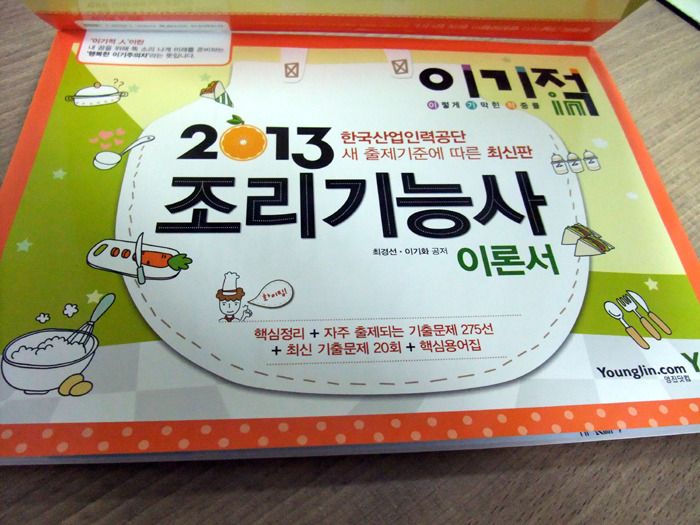 '이기적 人'이란
내 꿈을 위해 똑 소리 나게 미래를 준비하는
'행복한 이기주의자'라는 뜻입니다.
이기적 in
이렇게 기막힌 적중률
2013
한국산업인력공단
새 출제기준에 따른 최신판
조리기능사
최경선 · 이기화 공저
이론서
핵심정리 + 자주 출제되는 기출문제 275선
+ 최신 기출문제 20회 + 핵심용어집
YoungJin.com Y
영진닷컴